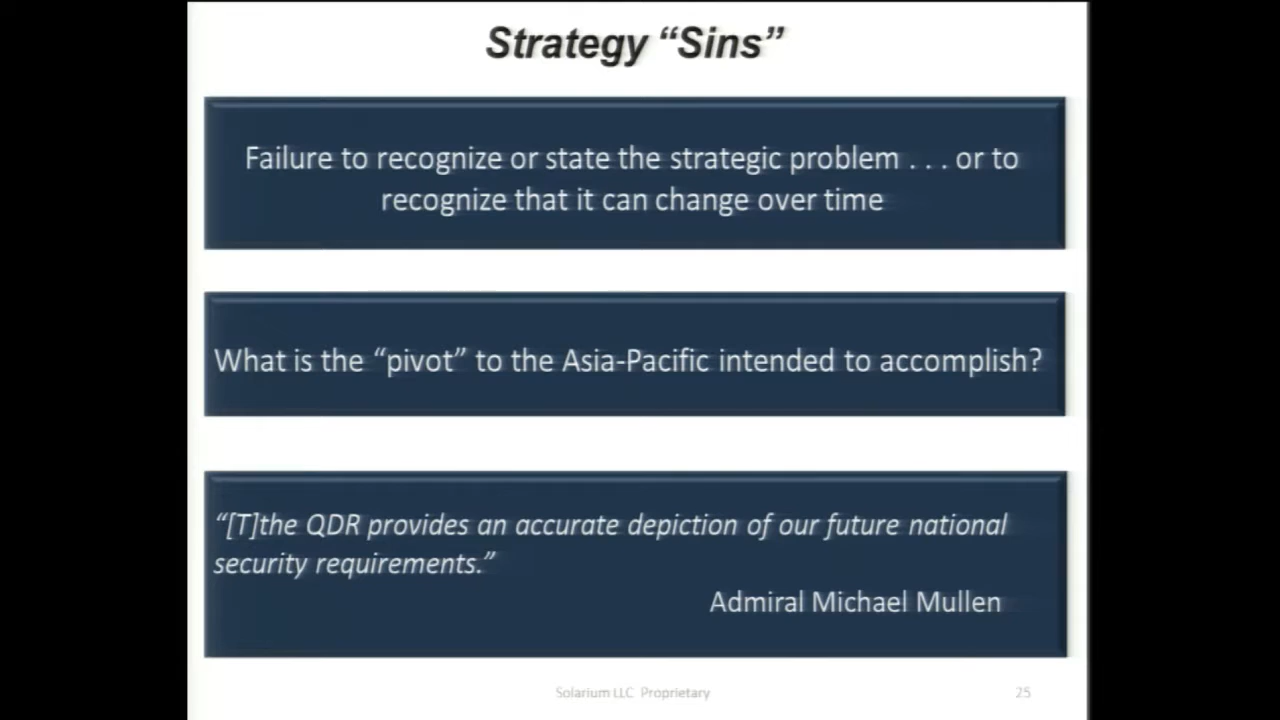 Strategy “Sins”
Failure to recognize or state the strategic problem . . . or to
recognize that it can change over time
What is the “pivot” to the Asia-Pacific intended to accomplish?
“[T]the QDR provides an accurate depiction of our future national
security requirements.”
Admiral Michael Mullen
Solarium LLC Proprietary
25